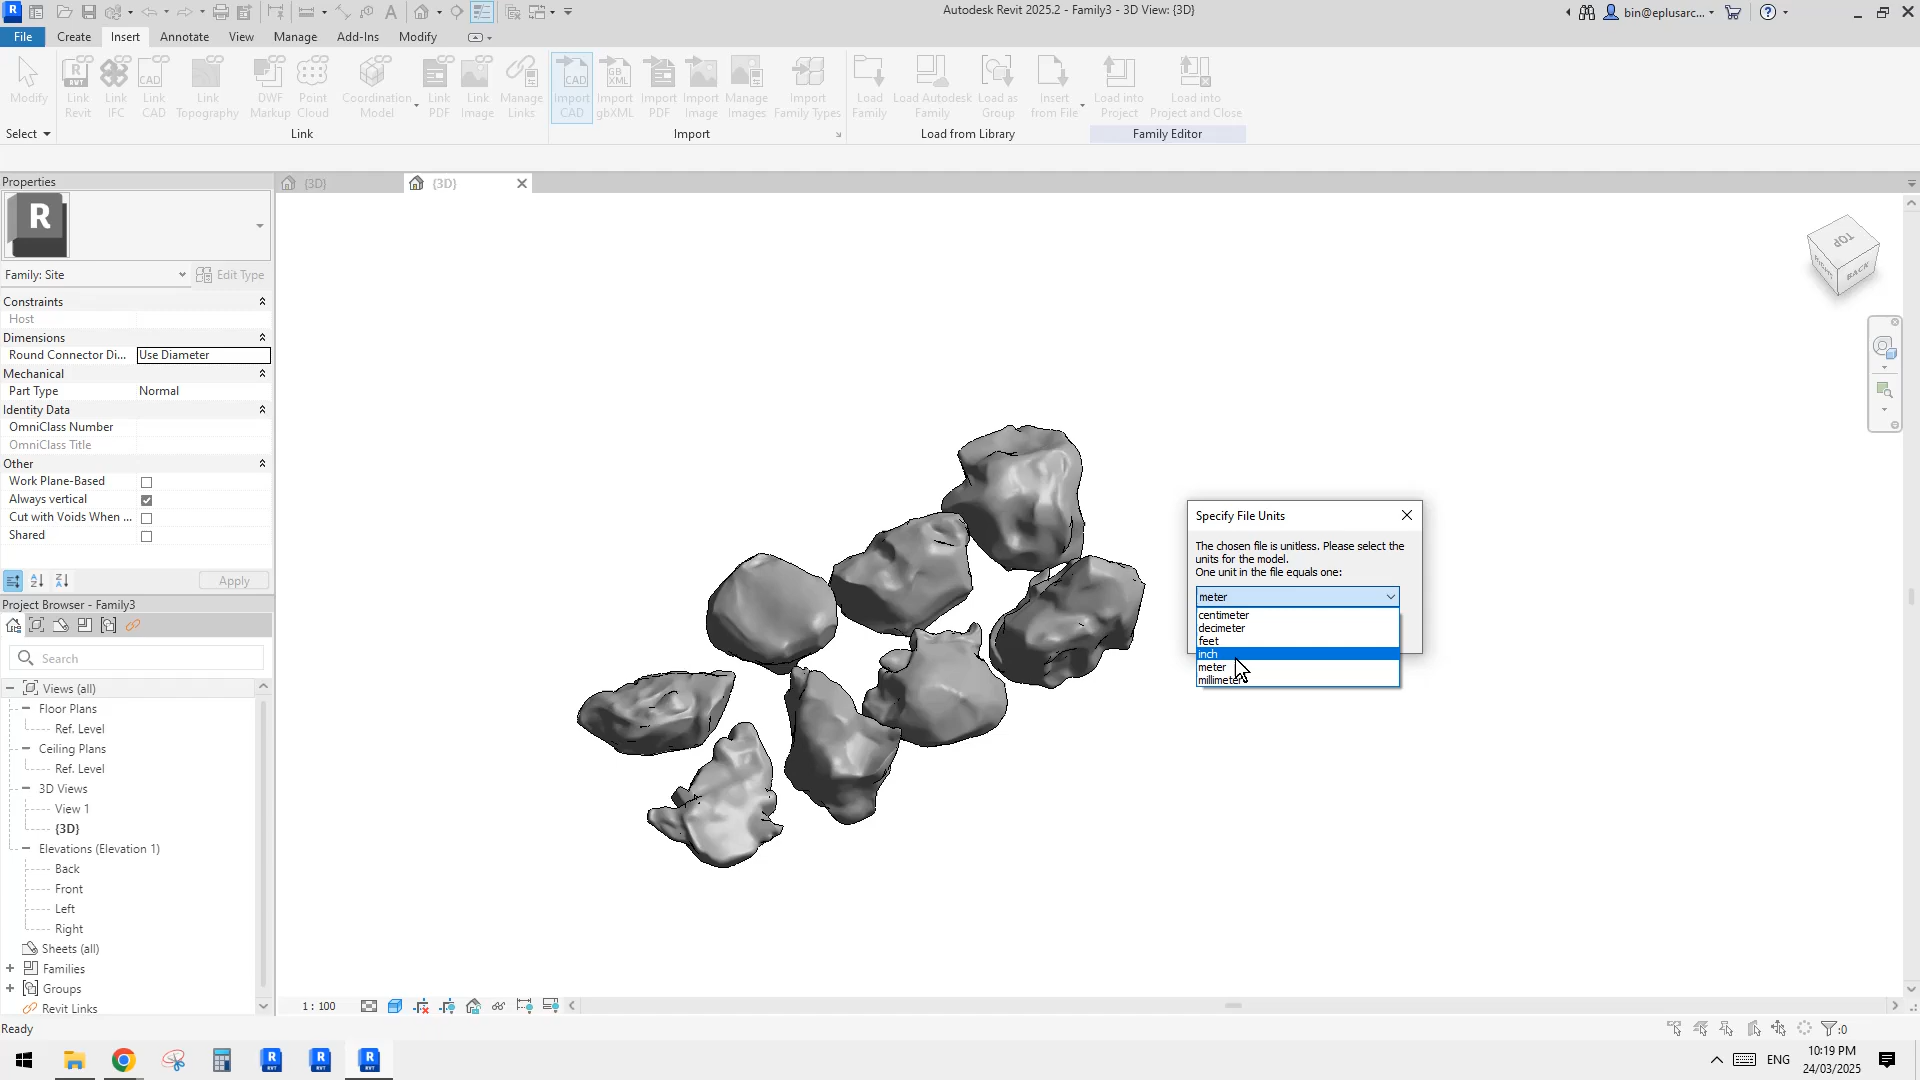 Autodesk Revit 2025.2 - Family3 - 3D View: {3D}
bin@eplusarc...
File Create Insert Annotate View Manage Add-Ins Modify
Modify
Link Revit
Link IFC
Link CAD
Link Topography
DWF Markup
Point Cloud
Coordination Model
Link PDF
Link Image
Manage Links
Import CAD
Import gbXML
Import PDF
Import Image
Manage Images
Import Family Types
Load Family
Load Autodesk Family
Load as Group
Insert from File
Load into Project
Load into Project and Close
Select Link Import Load from Library Family Editor
Properties
{3D} {3D}
R
Family: Site Edit Type
Constraints
Host
Dimensions
Round Connector Di... Use Diameter
Mechanical
Part Type Normal
Identity Data
OmniClass Number
OmniClass Title
Other
Work Plane-Based
Always vertical
Cut with Voids When ...
Shared
Apply
Project Browser - Family3
Search
Views (all)
Floor Plans
Ref. Level
Ceiling Plans
Ref. Level
3D Views
View 1
{3D}
Elevations (Elevation 1)
Back
Front
Left
Right
Sheets (all)
Families
Groups
Revit Links
TOP
RIGHT
BACK
Specify File Units
The chosen file is unitless. Please select the
units for the model.
One unit in the file equals one:
meter
centimeter
decimeter
feet
inch
meter
millimeter
1 : 100
Ready
:0
ENG
10:19 PM
24/03/2025